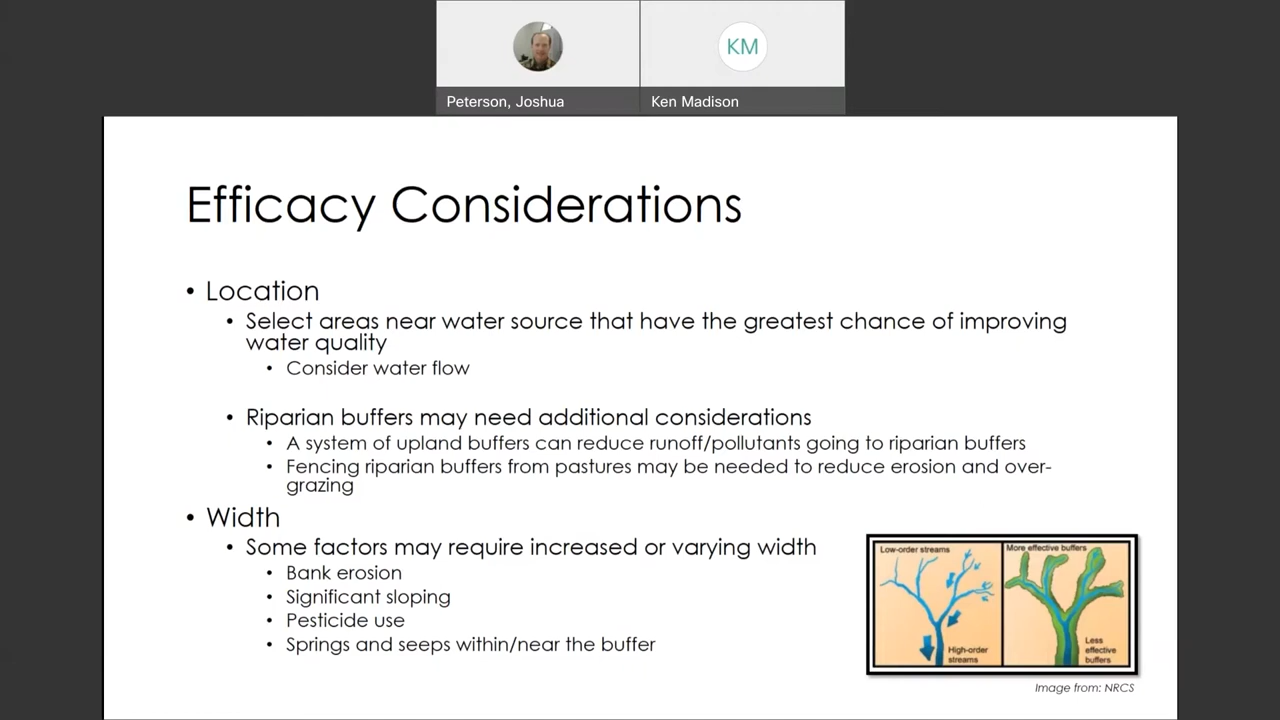 KM
Peterson, Joshua
Ken Madison
Efficacy Considerations
• Location
• Select areas near water source that have the greatest chance of improving
water quality
• Consider water flow
• Riparian buffers may need additional considerations
• A system of upland buffers can reduce runoff/pollutants going to riparian buffers
• Fencing riparian buffers from pastures may be needed to reduce erosion and over-
grazing
• Width
• Some factors may require increased or varying width
• Bank erosion
• Significant sloping
• Pesticide use
• Springs and seeps within/near the buffer
Low-order streams
High-order
streams
More effective buffers
Less
effective
buffers
Image from: NRCS